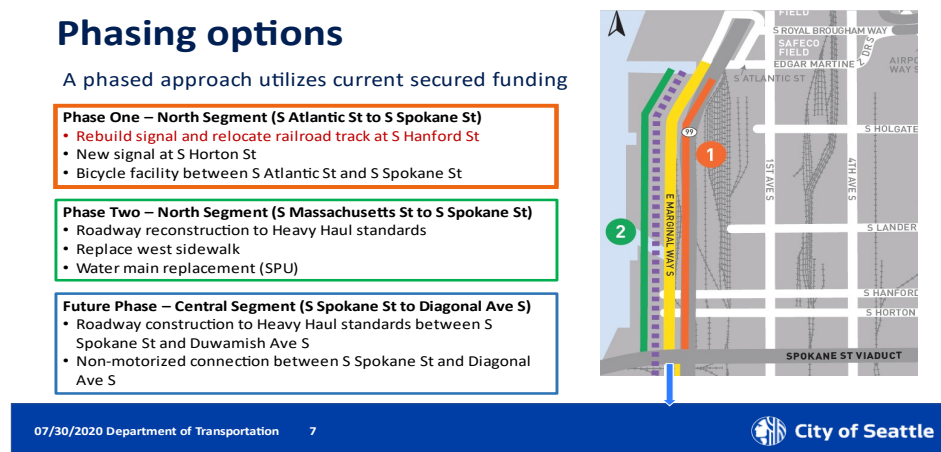 Phasing options
A phased approach utilizes current secured funding
Phase One – North Segment (S Atlantic St to S Spokane St)
• Rebuild signal and relocate railroad track at S Hanford St
• New signal at S Horton St
• Bicycle facility between S Atlantic St and S Spokane St
Phase Two – North Segment (S Massachusetts St to S Spokane St)
• Roadway reconstruction to Heavy Haul standards
• Replace west sidewalk
• Water main replacement (SPU)
Future Phase – Central Segment (S Spokane St to Diagonal Ave S)
• Roadway construction to Heavy Haul standards between S
Spokane St and Duwamish Ave S
• Non-motorized connection between S Spokane St and Diagonal
Ave S
FIELD
S ROYAL BROUGHAM WAY
SAFECO
FIELD
EDGAR MARTINEZ DR S
AIRPO
WAY S
S ATLANTIC ST
99
S HOLGATE
1
1ST AVE S
4TH AVE S
E MARGINAL WAY S
2
S LANDER
S HANFORD
S HORTON
SPOKANE ST VIADUCT
07/30/2020 Department of Transportation 7
City of Seattle